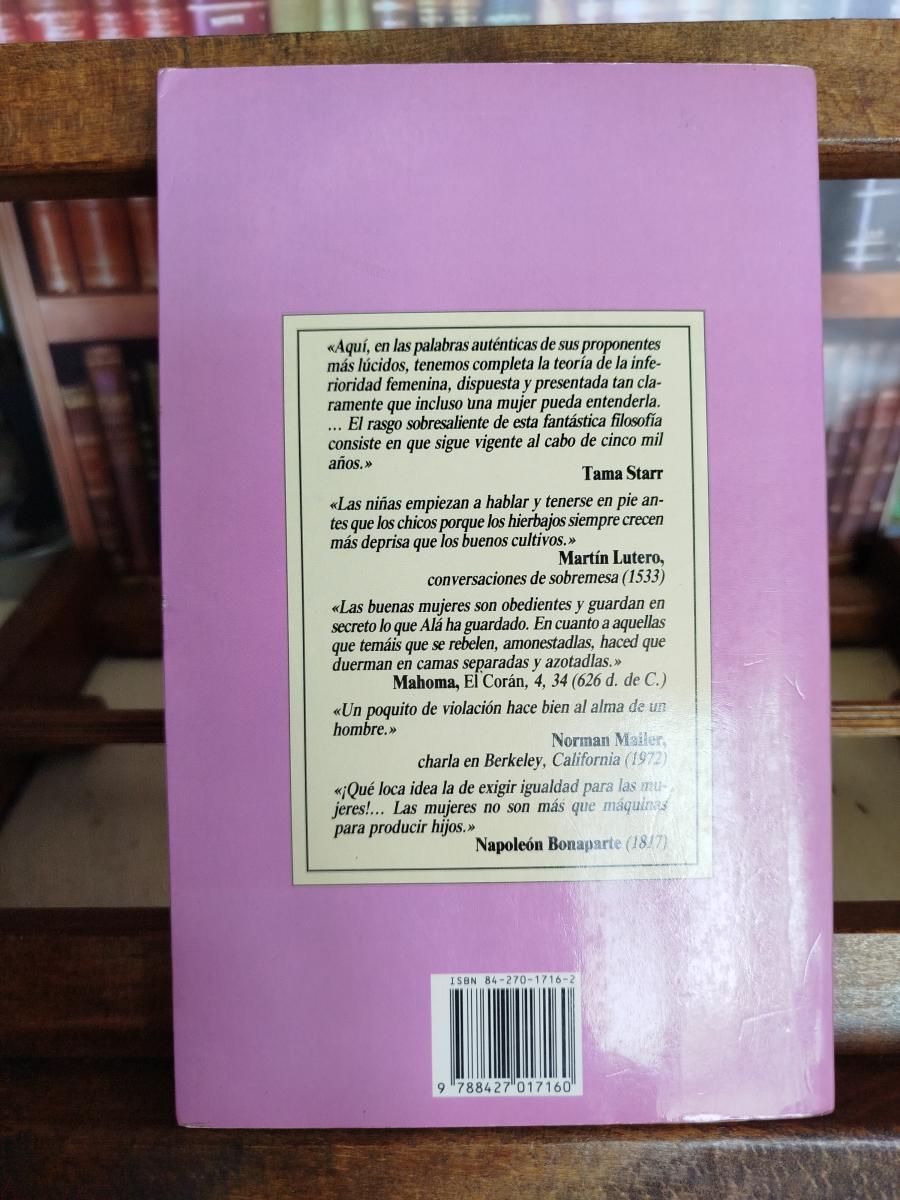 «Aquí, en las palabras auténticas de sus proponentes
más lúcidos, tenemos completa la teoría de la infe-
rioridad femenina, dispuesta y presentada tan cla-
ramente que incluso una mujer pueda entenderla.
... El rasgo sobresaliente de esta fantástica filosofía
consiste en que sigue vigente al cabo de cinco mil
años.»
Tama Starr
«Las niñas empiezan a hablar y tenerse en pie an-
tes que los chicos porque los hierbajos siempre crecen
más deprisa que los buenos cultivos.»
Martín Lutero,
conversaciones de sobremesa (1533)
«Las buenas mujeres son obedientes y guardan en
secreto lo que Alá ha guardado. En cuanto a aquellas
que temáis que se rebelen, amonestadlas, haced que
duerman en camas separadas y azotadlas.»
Mahoma, El Corán, 4, 34 (626 d. de C.)
«Un poquito de violación hace bien al alma de un
hombre.»
Norman Mailer,
charla en Berkeley, California (1972)
«¡Qué loca idea la de exigir igualdad para las mu-
jeres!... Las mujeres no son más que máquinas
para producir hijos.»
Napoleón Bonaparte (1817)
ISBN 84-270-1716-2
9 788427 017160